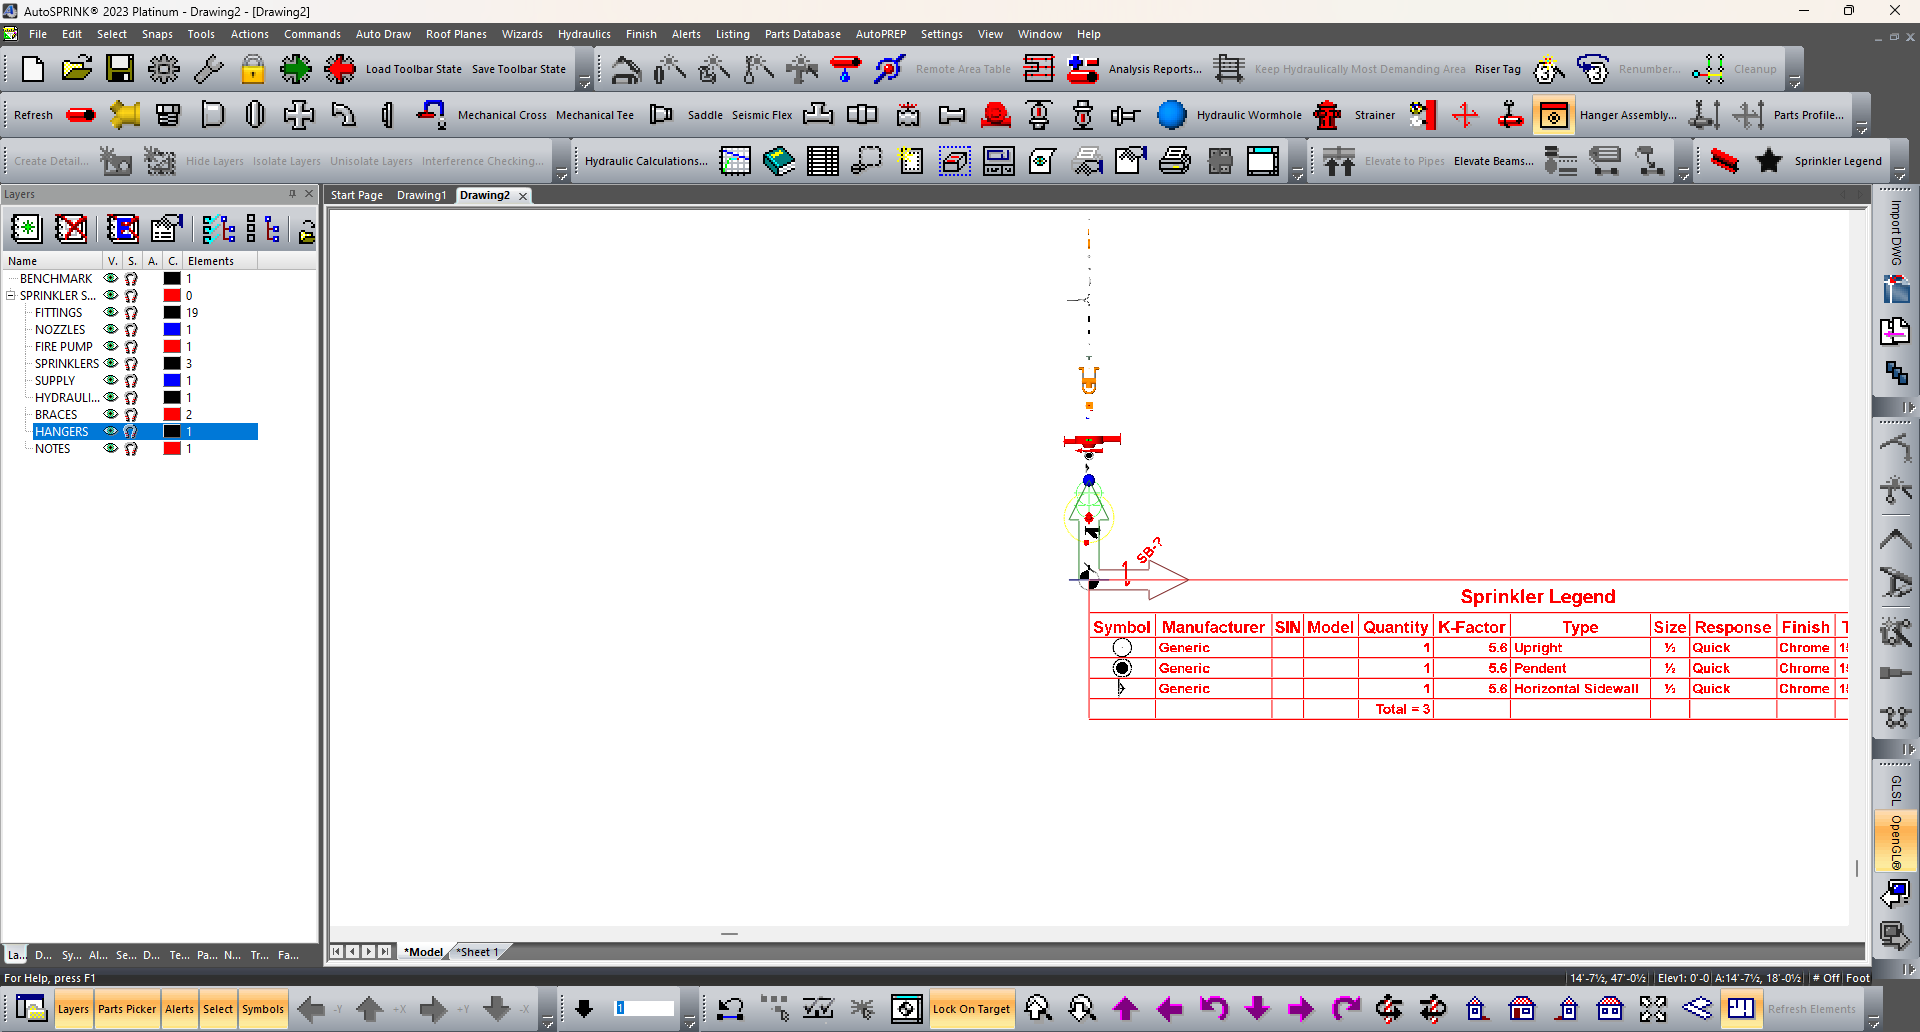 AutoSPRINK® 2023 Platinum - Drawing2 - [Drawing2]
File Edit Select Snaps Tools Actions Commands Auto Draw Roof Planes Wizards Hydraulics Finish Alerts Listing Parts Database AutoPREP Settings View Window Help
Load Toolbar State Save Toolbar State Remote Area Table Analysis Reports... Keep Hydraulically Most Demanding Area Riser Tag Renumber... Cleanup
Refresh Mechanical Cross Mechanical Tee Saddle Seismic Flex Hydraulic Wormhole Strainer Hanger Assembly... Parts Profile...
Create Detail... Hide Layers Isolate Layers Unisolate Layers Interference Checking... Hydraulic Calculations... Elevate to Pipes Elevate Beams... Sprinkler Legend
Layers
Start Page Drawing1 Drawing2
Name V. S. A. C. Elements
BENCHMARK 1
SPRINKLER S... 0
FITTINGS 19
NOZZLES 1
FIRE PUMP 1
SPRINKLERS 3
SUPPLY 1
HYDRAULI... 1
BRACES 2
HANGERS 1
NOTES 1
SB-?
1
Sprinkler Legend
Symbol Manufacturer SIN Model Quantity K-Factor Type Size Response Finish T
Generic 1 5.6 Upright ½ Quick Chrome
Generic 1 5.6 Pendent ½ Quick Chrome
Generic 1 5.6 Horizontal Sidewall ½ Quick Chrome
Total = 3
Import DWG
GLSL
OpenGL®
La... D... Sy... Al... Se... D... Te... Pa... N... Tr... Fa...
*Model *Sheet 1
For Help, press F1
14'-7½, 47'-0½ Elev1: 0'-0 A:14'-7½, 18'-0½ # Off Foot
Layers Parts Picker Alerts Select Symbols -Y +X +Y -X 1 Lock On Target Refresh Elements